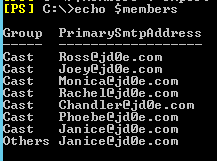 [PS] C:\>echo $members
Group PrimarySmtpAddress
----- ------------------
Cast Ross@jd0e.com
Cast Joey@jd0e.com
Cast Monica@jd0e.com
Cast Rachel@jd0e.com
Cast Chandler@jd0e.com
Cast Phoebe@jd0e.com
Cast Janice@jd0e.com
Others Janice@jd0e.com